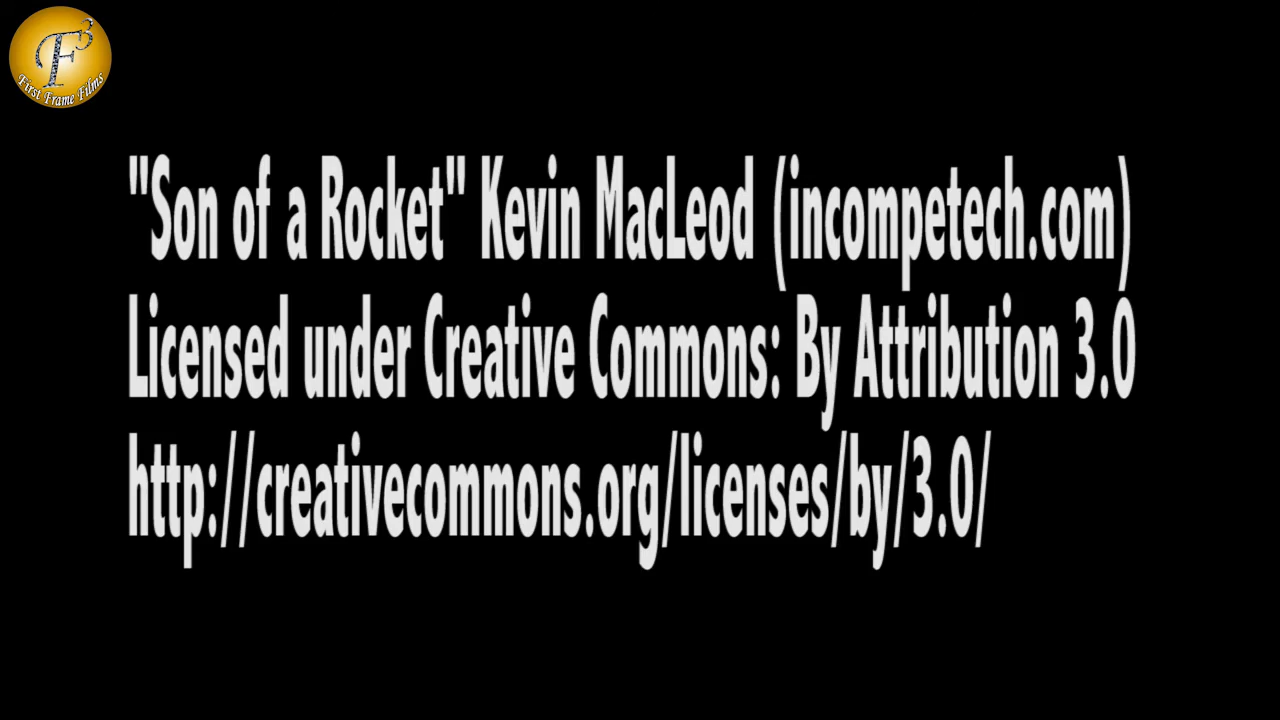 F3
First Frame Films
"Son of a Rocket" Kevin MacLeod (incompetech.com)
Licensed under Creative Commons: By Attribution 3.0
http://creativecommons.org/licenses/by/3.0/